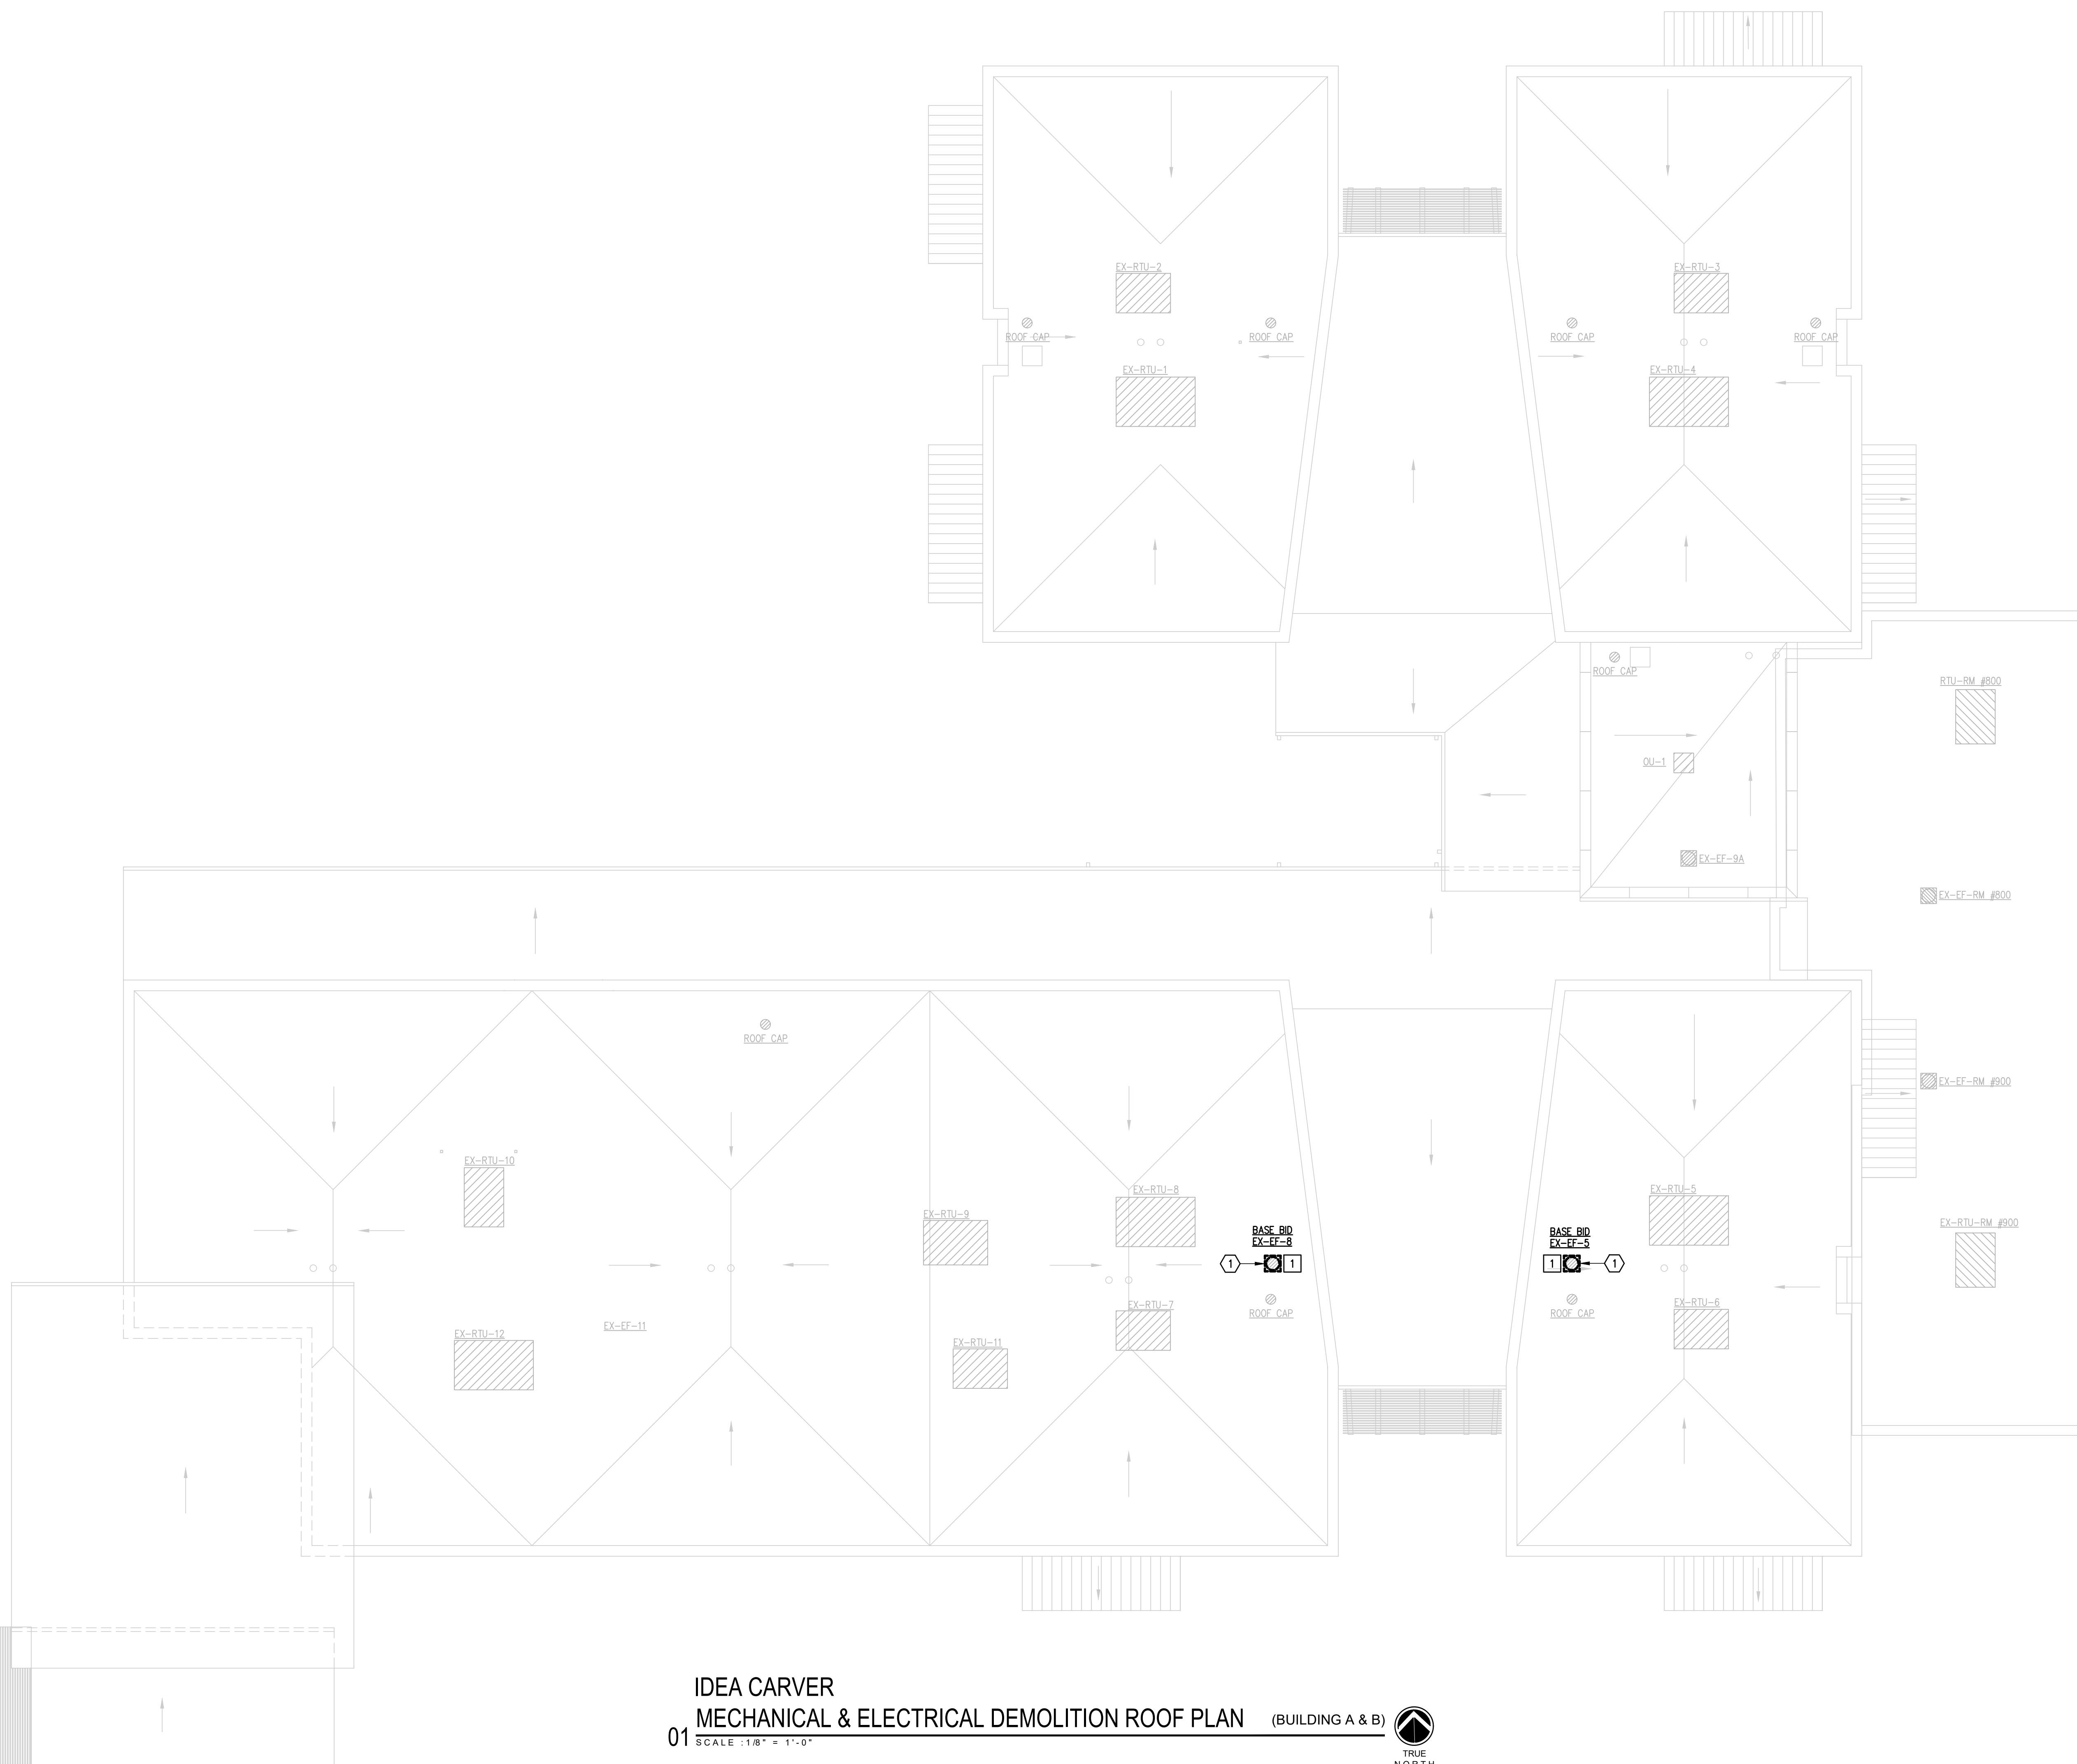 EX-RTU-2
EX-RTU-3
ROOF CAP
ROOF CAP
ROOF CAP
ROOF CAP
EX-RTU-1
EX-RTU-4
ROOF CAP
RTU-RM #800
OU-1
EX-EF-9A
EX-EF-RM #800
ROOF CAP
EX-EF-RM #900
EX-RTU-10
EX-RTU-8
EX-RTU-5
EX-RTU-9
EX-RTU-RM #900
BASE BID
EX-EF-8
BASE BID
EX-EF-5
1
1
1
1
ROOF CAP
ROOF CAP
EX-RTU-7
EX-RTU-6
EX-EF-11
EX-RTU-12
EX-RTU-11
IDEA CARVER
01 MECHANICAL & ELECTRICAL DEMOLITION ROOF PLAN (BUILDING A & B)
SCALE :1/8" = 1'-0"
TRUE
NORTH